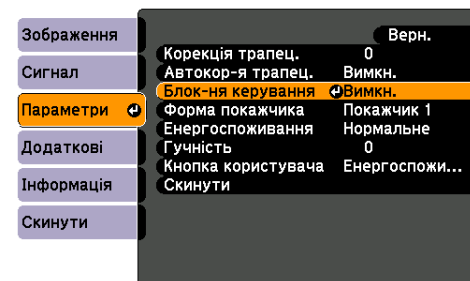 Зображення
Сигнал
Параметри
Додаткові
Інформація
Скинути
Верн.
Корекція трапец. 0
Автокор-я трапец. Вимкн.
Блок-ня керування Вимкн.
Форма покажчика Покажчик 1
Енергоспоживання Нормальне
Гучність 0
Кнопка користувача Енергоспожи...
Скинути